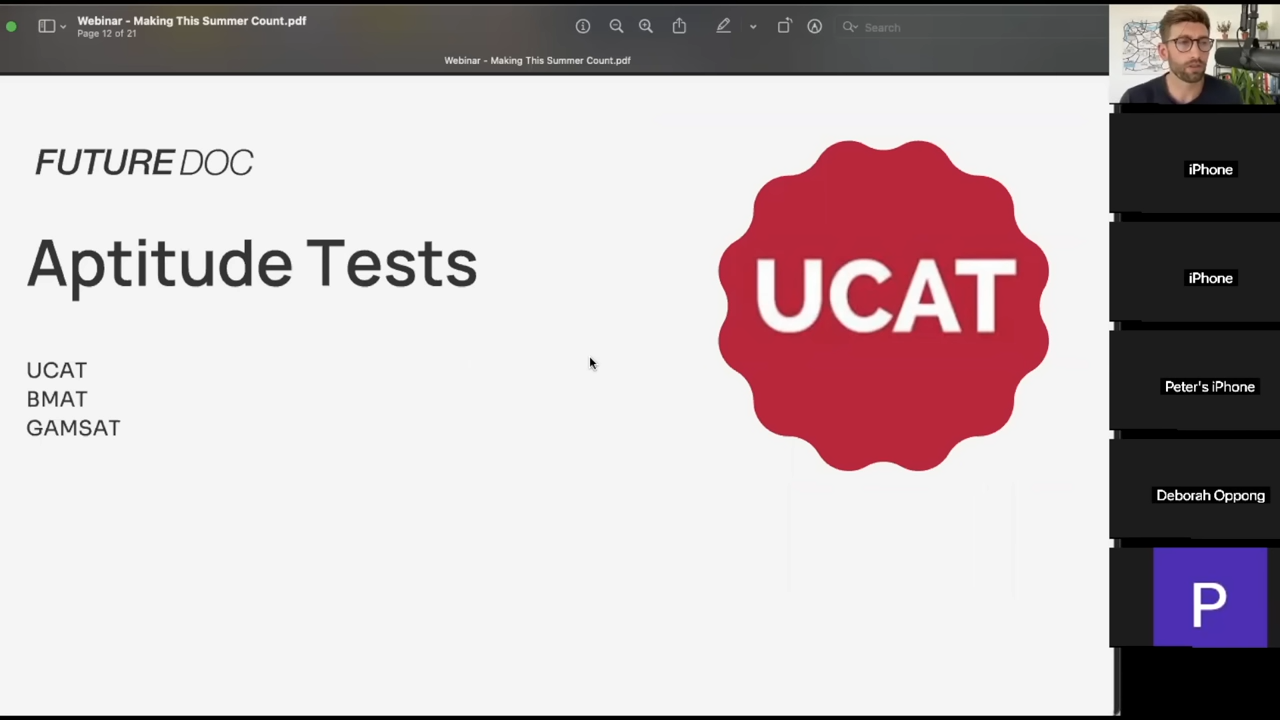 Webinar - Making This Summer Count.pdf
Page 12 of 21
Search
Webinar - Making This Summer Count.pdf
FUTURE DOC
Aptitude Tests
UCAT
BMAT
GAMSAT
UCAT
iPhone
iPhone
Peter's iPhone
Deborah Oppong
P